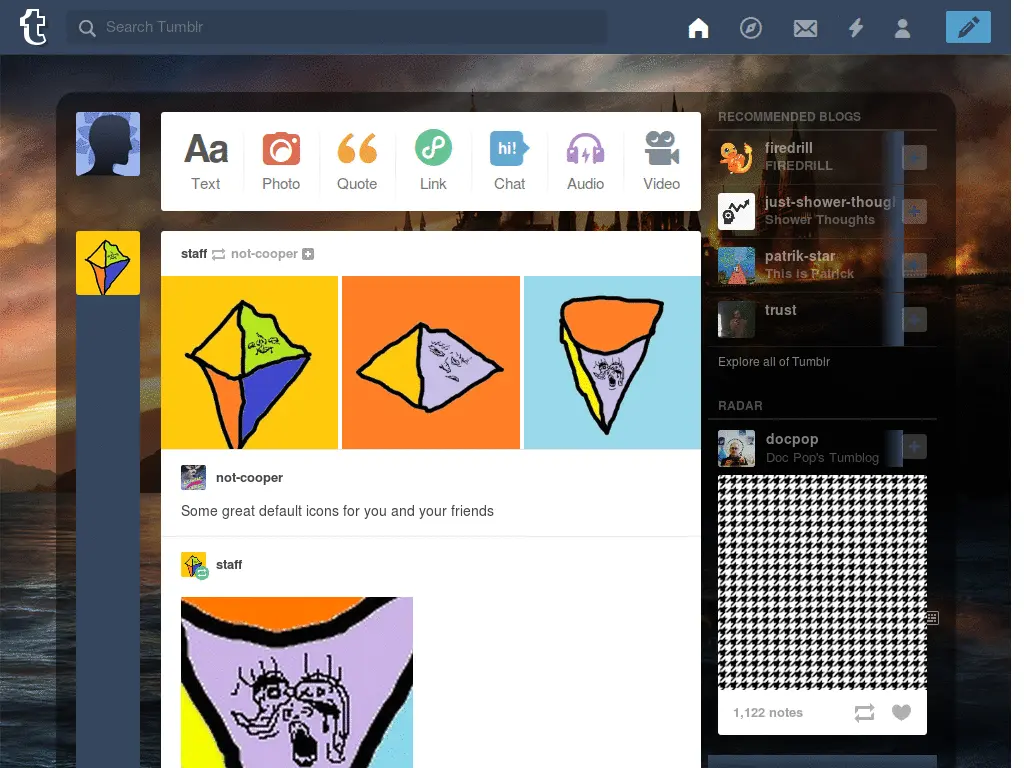 Search Tumblr
Aa
Text
Photo
Quote
Link
hi!
Chat
Audio
Video
staff not-cooper
not-cooper
Some great default icons for you and your friends
staff
RECOMMENDED BLOGS
firedrill
FIREDRILL
just-shower-thougl
Shower Thoughts
patrik-star
This is Patrick
trust
Explore all of Tumblr
RADAR
docpop
Doc Pop's Tumblog
1,122 notes